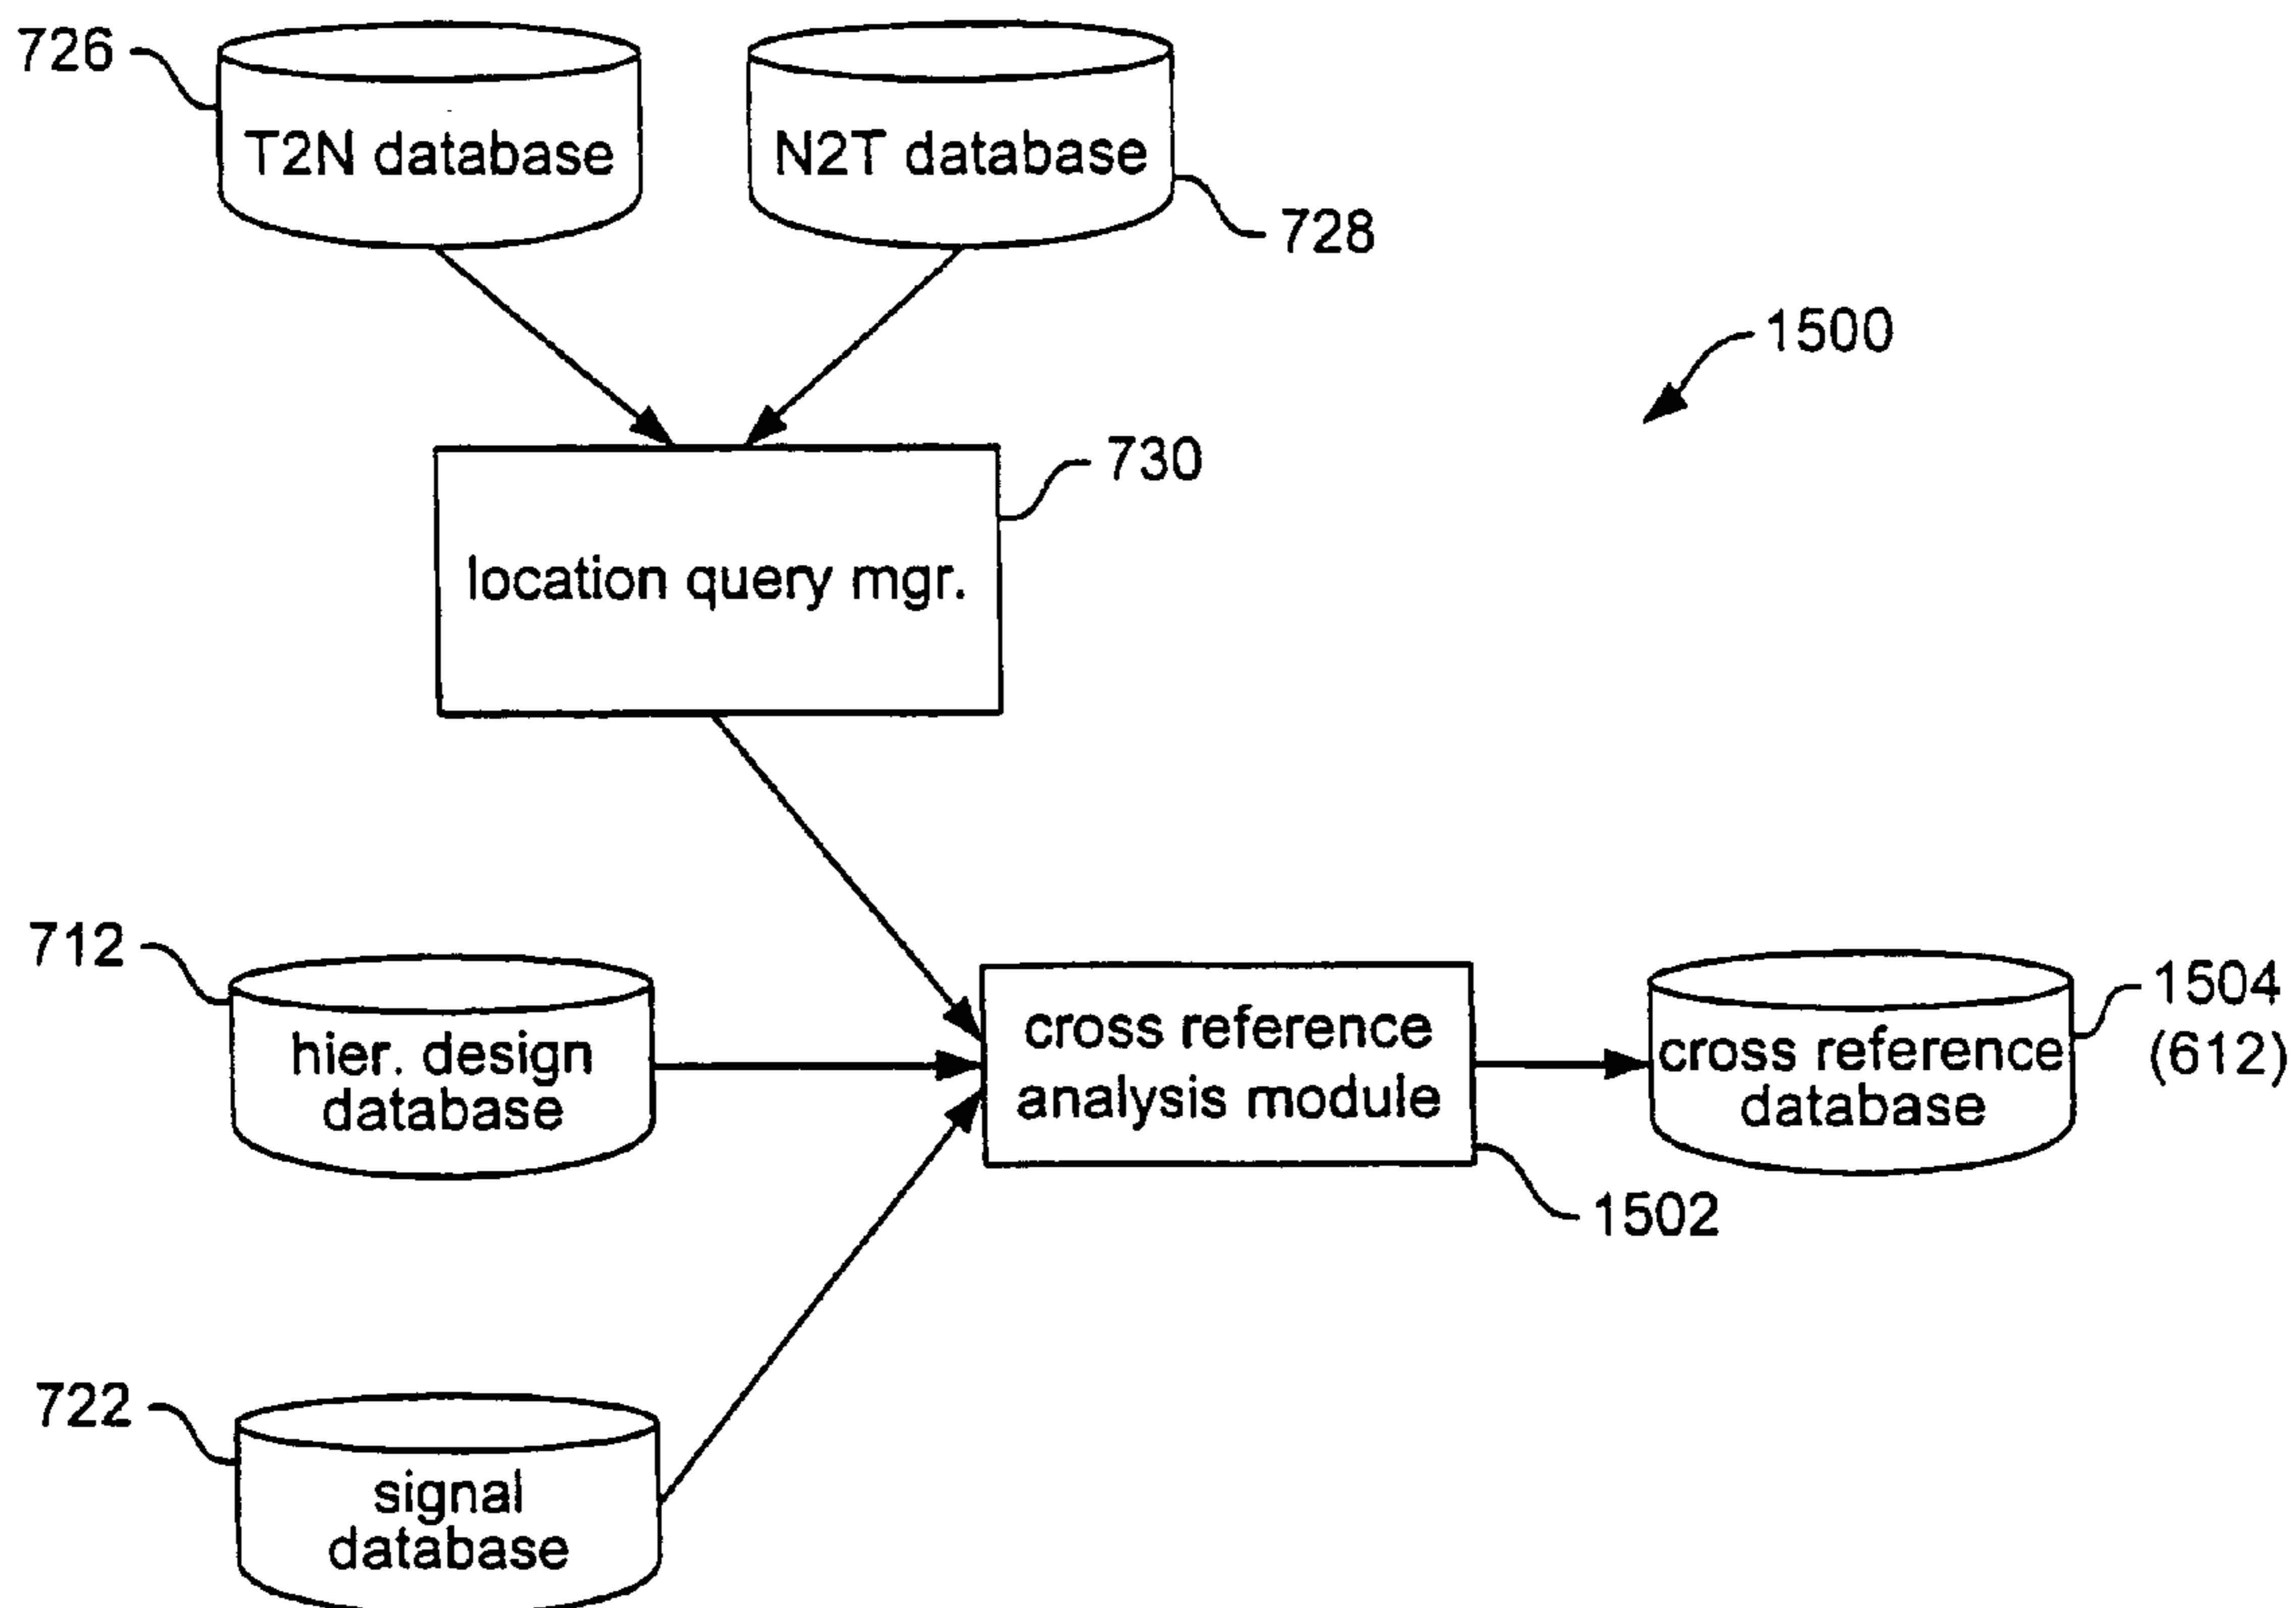 726
T2N database
N2T database
728
1500
730
location query mgr.
712
hier. design
database
cross reference
analysis module
1502
cross reference
database
1504
(612)
722
signal
database